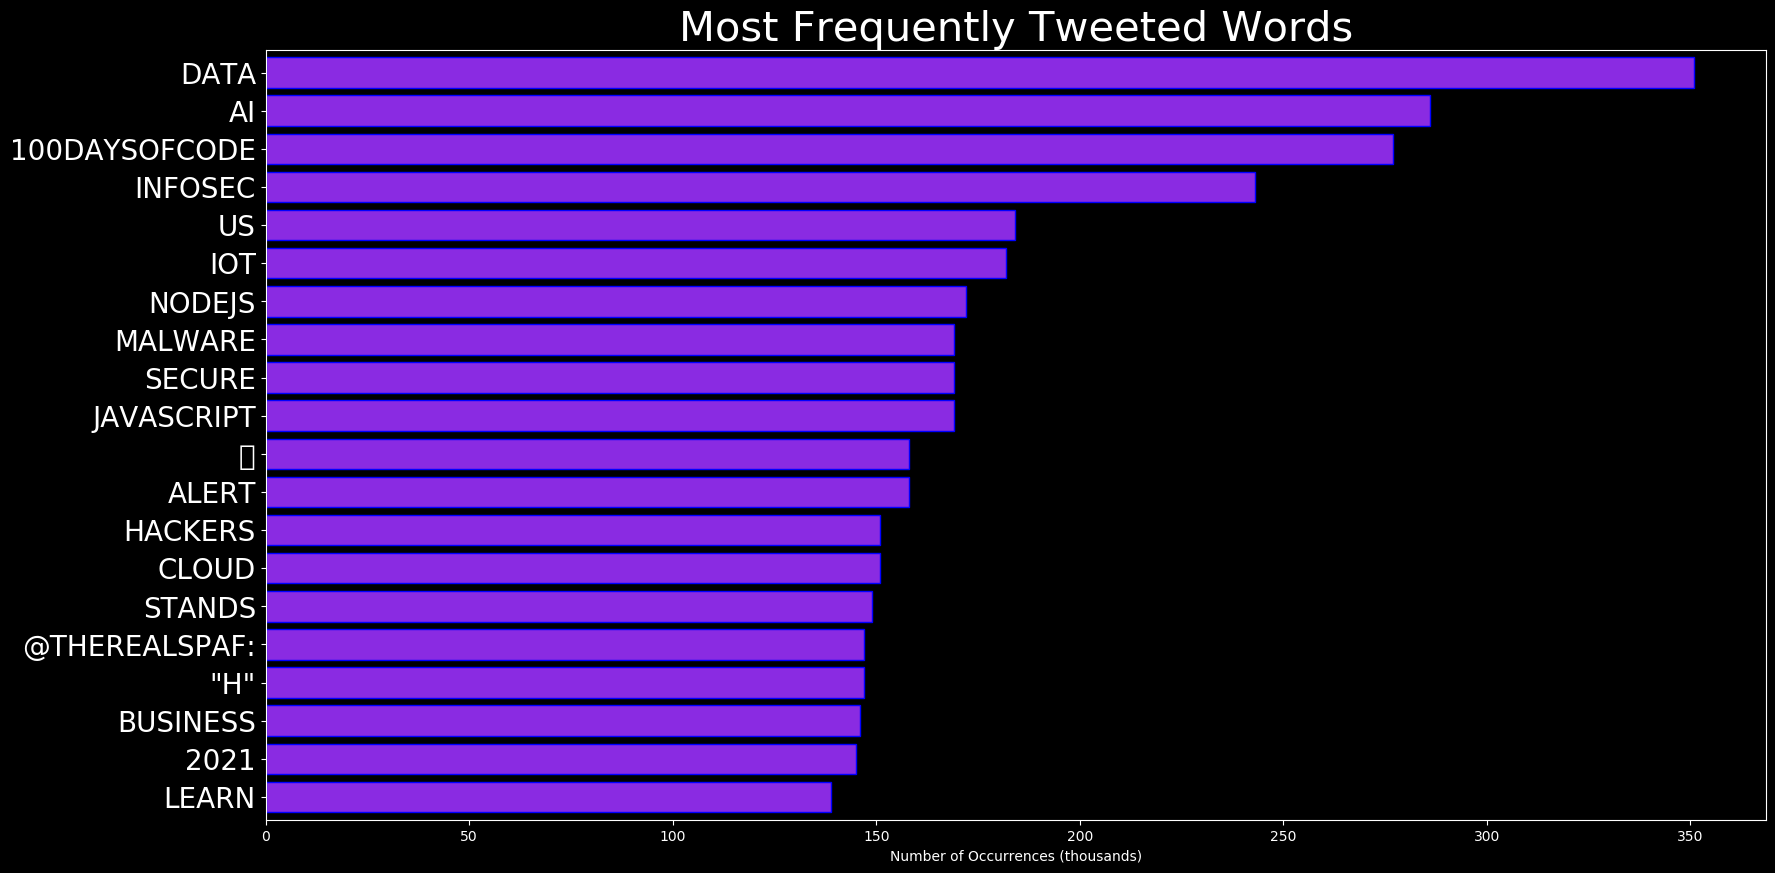 Most Frequently Tweeted Words
DATA
AI
100DAYSOFCODE
INFOSEC
US
IOT
NODEJS
MALWARE
SECURE
JAVASCRIPT
ALERT
HACKERS
CLOUD
STANDS
@THEREALSPAF:
"H"
BUSINESS
2021
LEARN
0 50 100 150 200 250 300 350
Number of Occurrences (thousands)